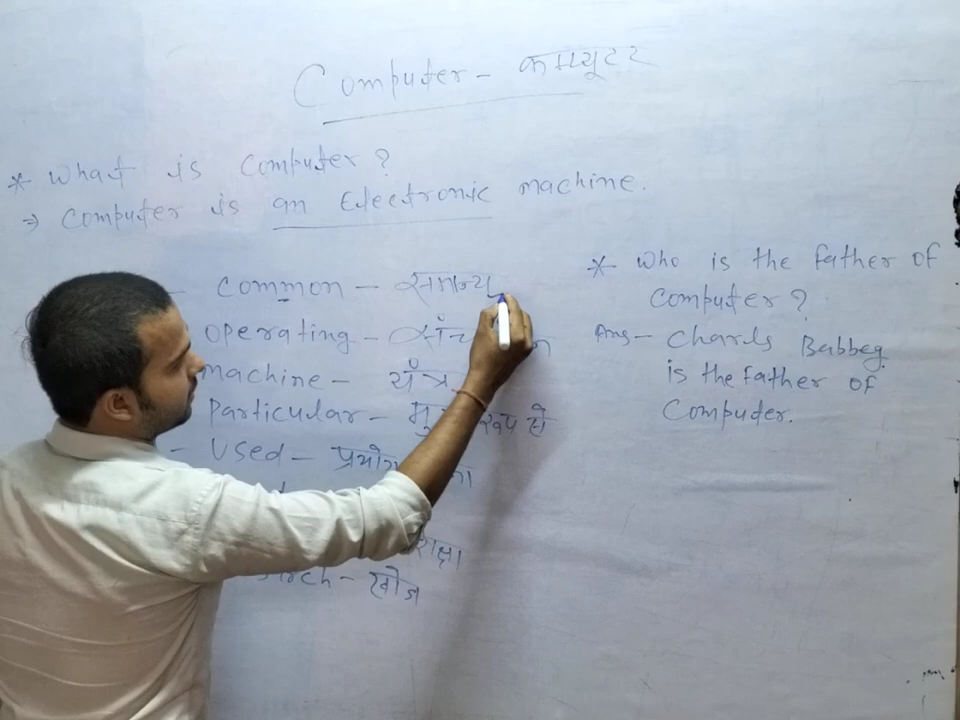 Computer - कम्प्यूटर
* What is Computer?
⇒ Computer is an Electronic machine.
- Common - समान्य
Operating -
machine - यंत्र
Particular - रूप से
- Used -
खोज
* Who is the father of
Computer?
Ans - Charls Babbeg
is the father of
Computer.